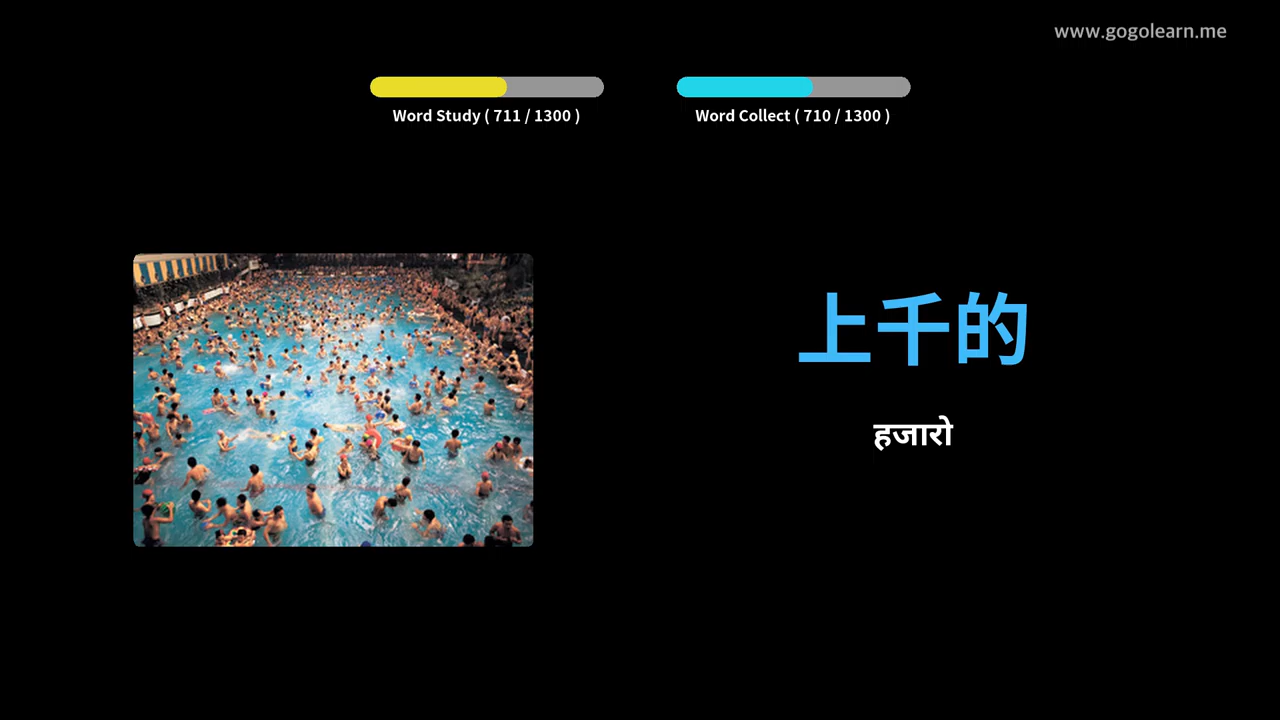 www.gogolearn.me
Word Study ( 711 / 1300 )
Word Collect ( 710 / 1300 )
上千的
हजारो